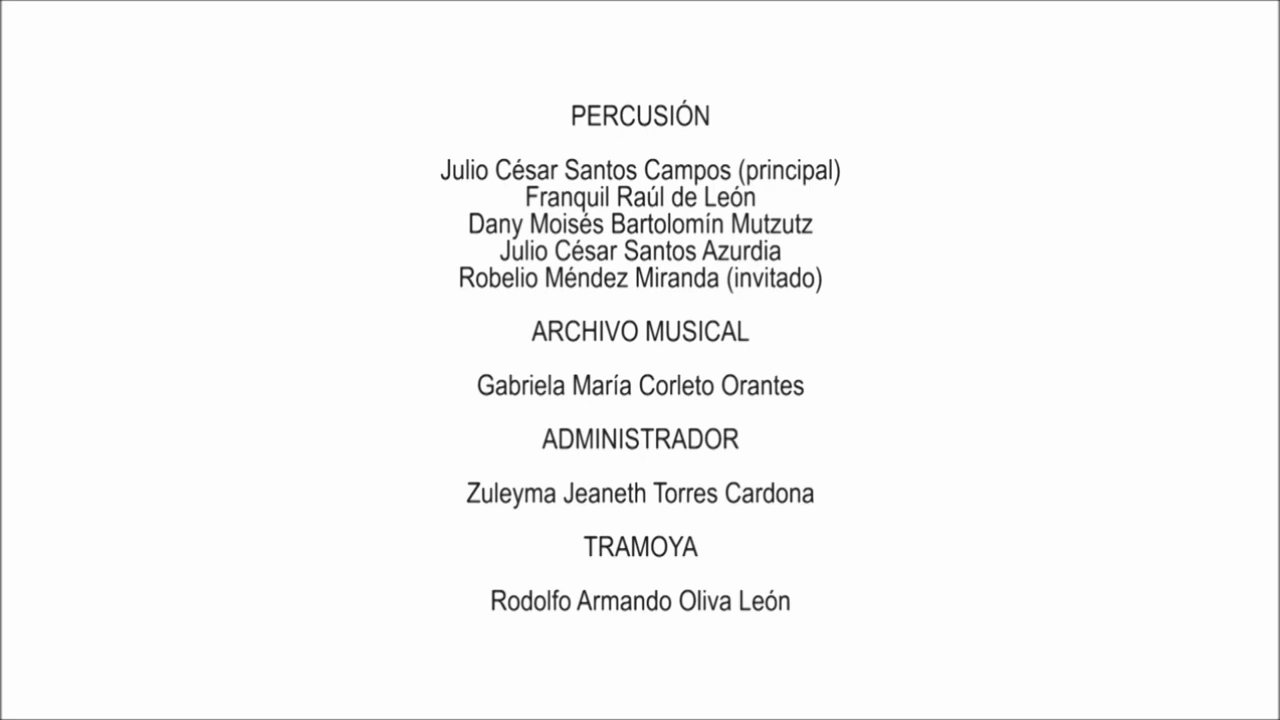 PERCUSIÓN
Julio César Santos Campos (principal)
Franquil Raúl de León
Dany Moisés Bartolomín Mutzutz
Julio César Santos Azurdia
Robelio Méndez Miranda (invitado)
ARCHIVO MUSICAL
Gabriela María Corleto Orantes
ADMINISTRADOR
Zuleyma Jeaneth Torres Cardona
TRAMOYA
Rodolfo Armando Oliva León